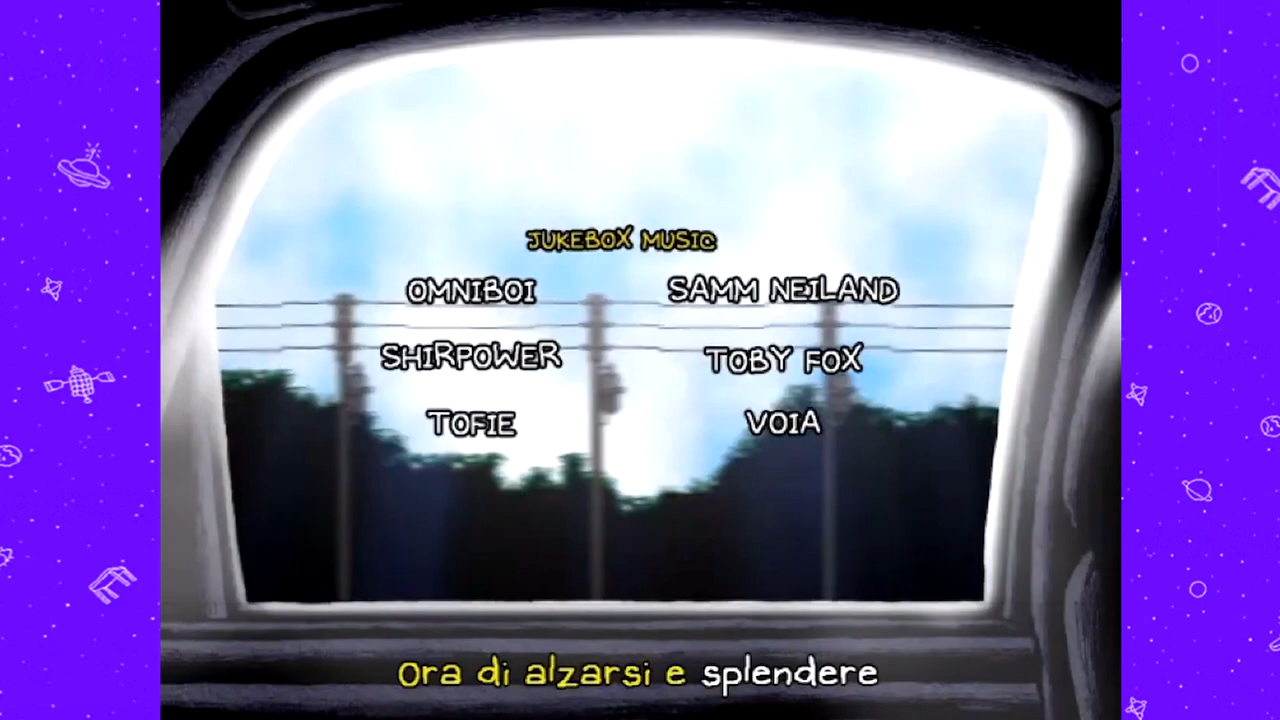 JUKEBOX MUSIC
OMNIBOI SAMM NEILAND
SHIRPOWER TOBY FOX
TOFIE VOIA
Ora di alzarsi e splendere